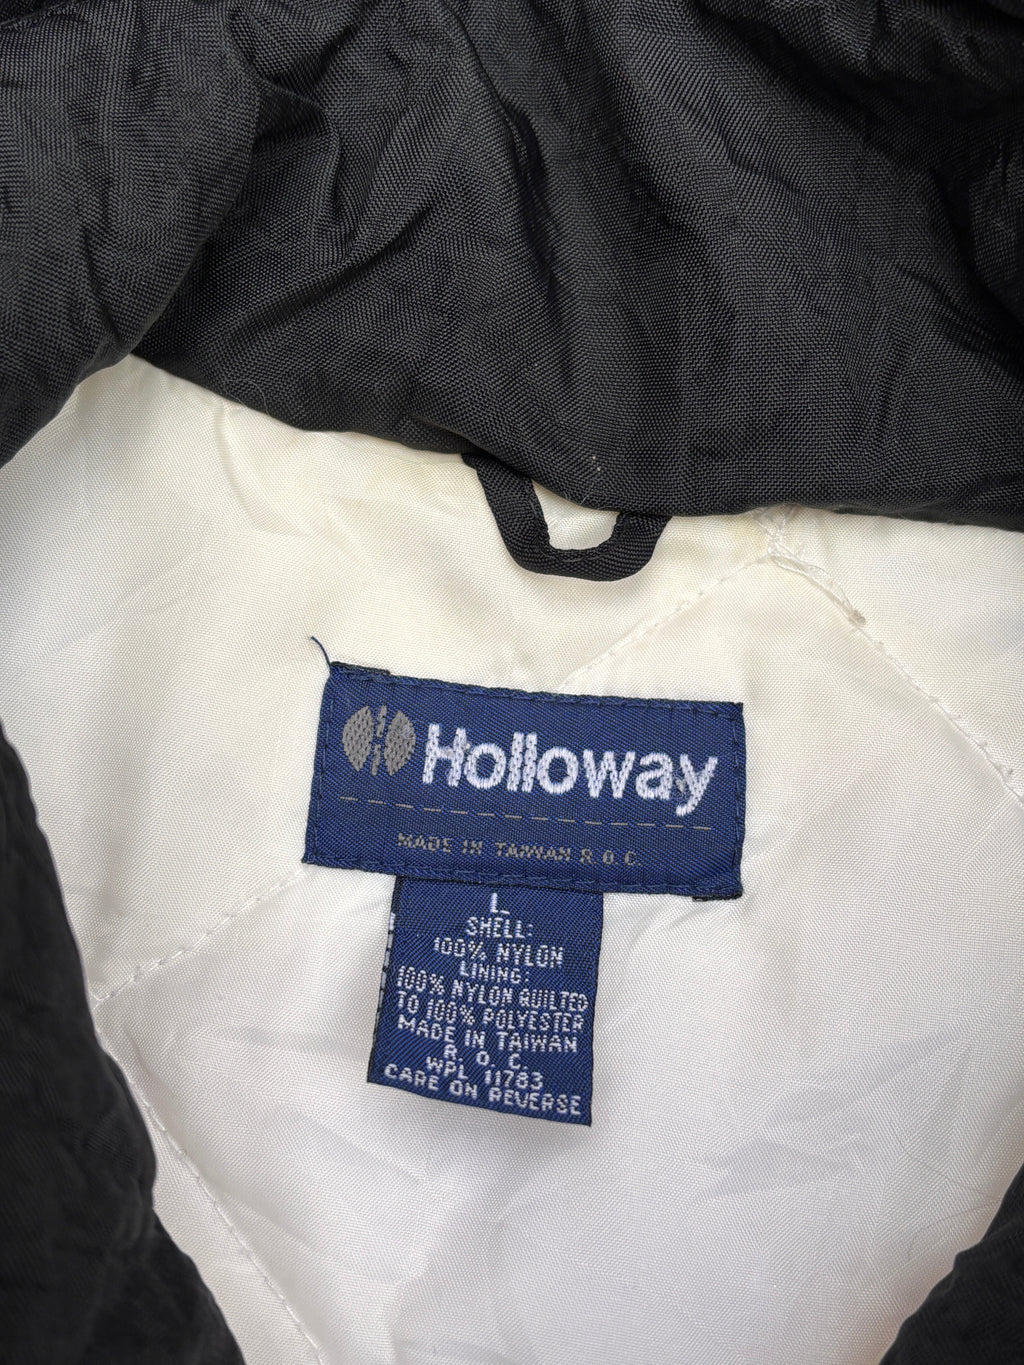 Holloway
MADE IN TAIWAN R.O.C.
L
SHELL:
100% NYLON
LINING:
100% NYLON QUILTED
TO 100% POLYESTER
MADE IN TAIWAN
R. O. C.
WPL 11783
CARE ON REVERSE